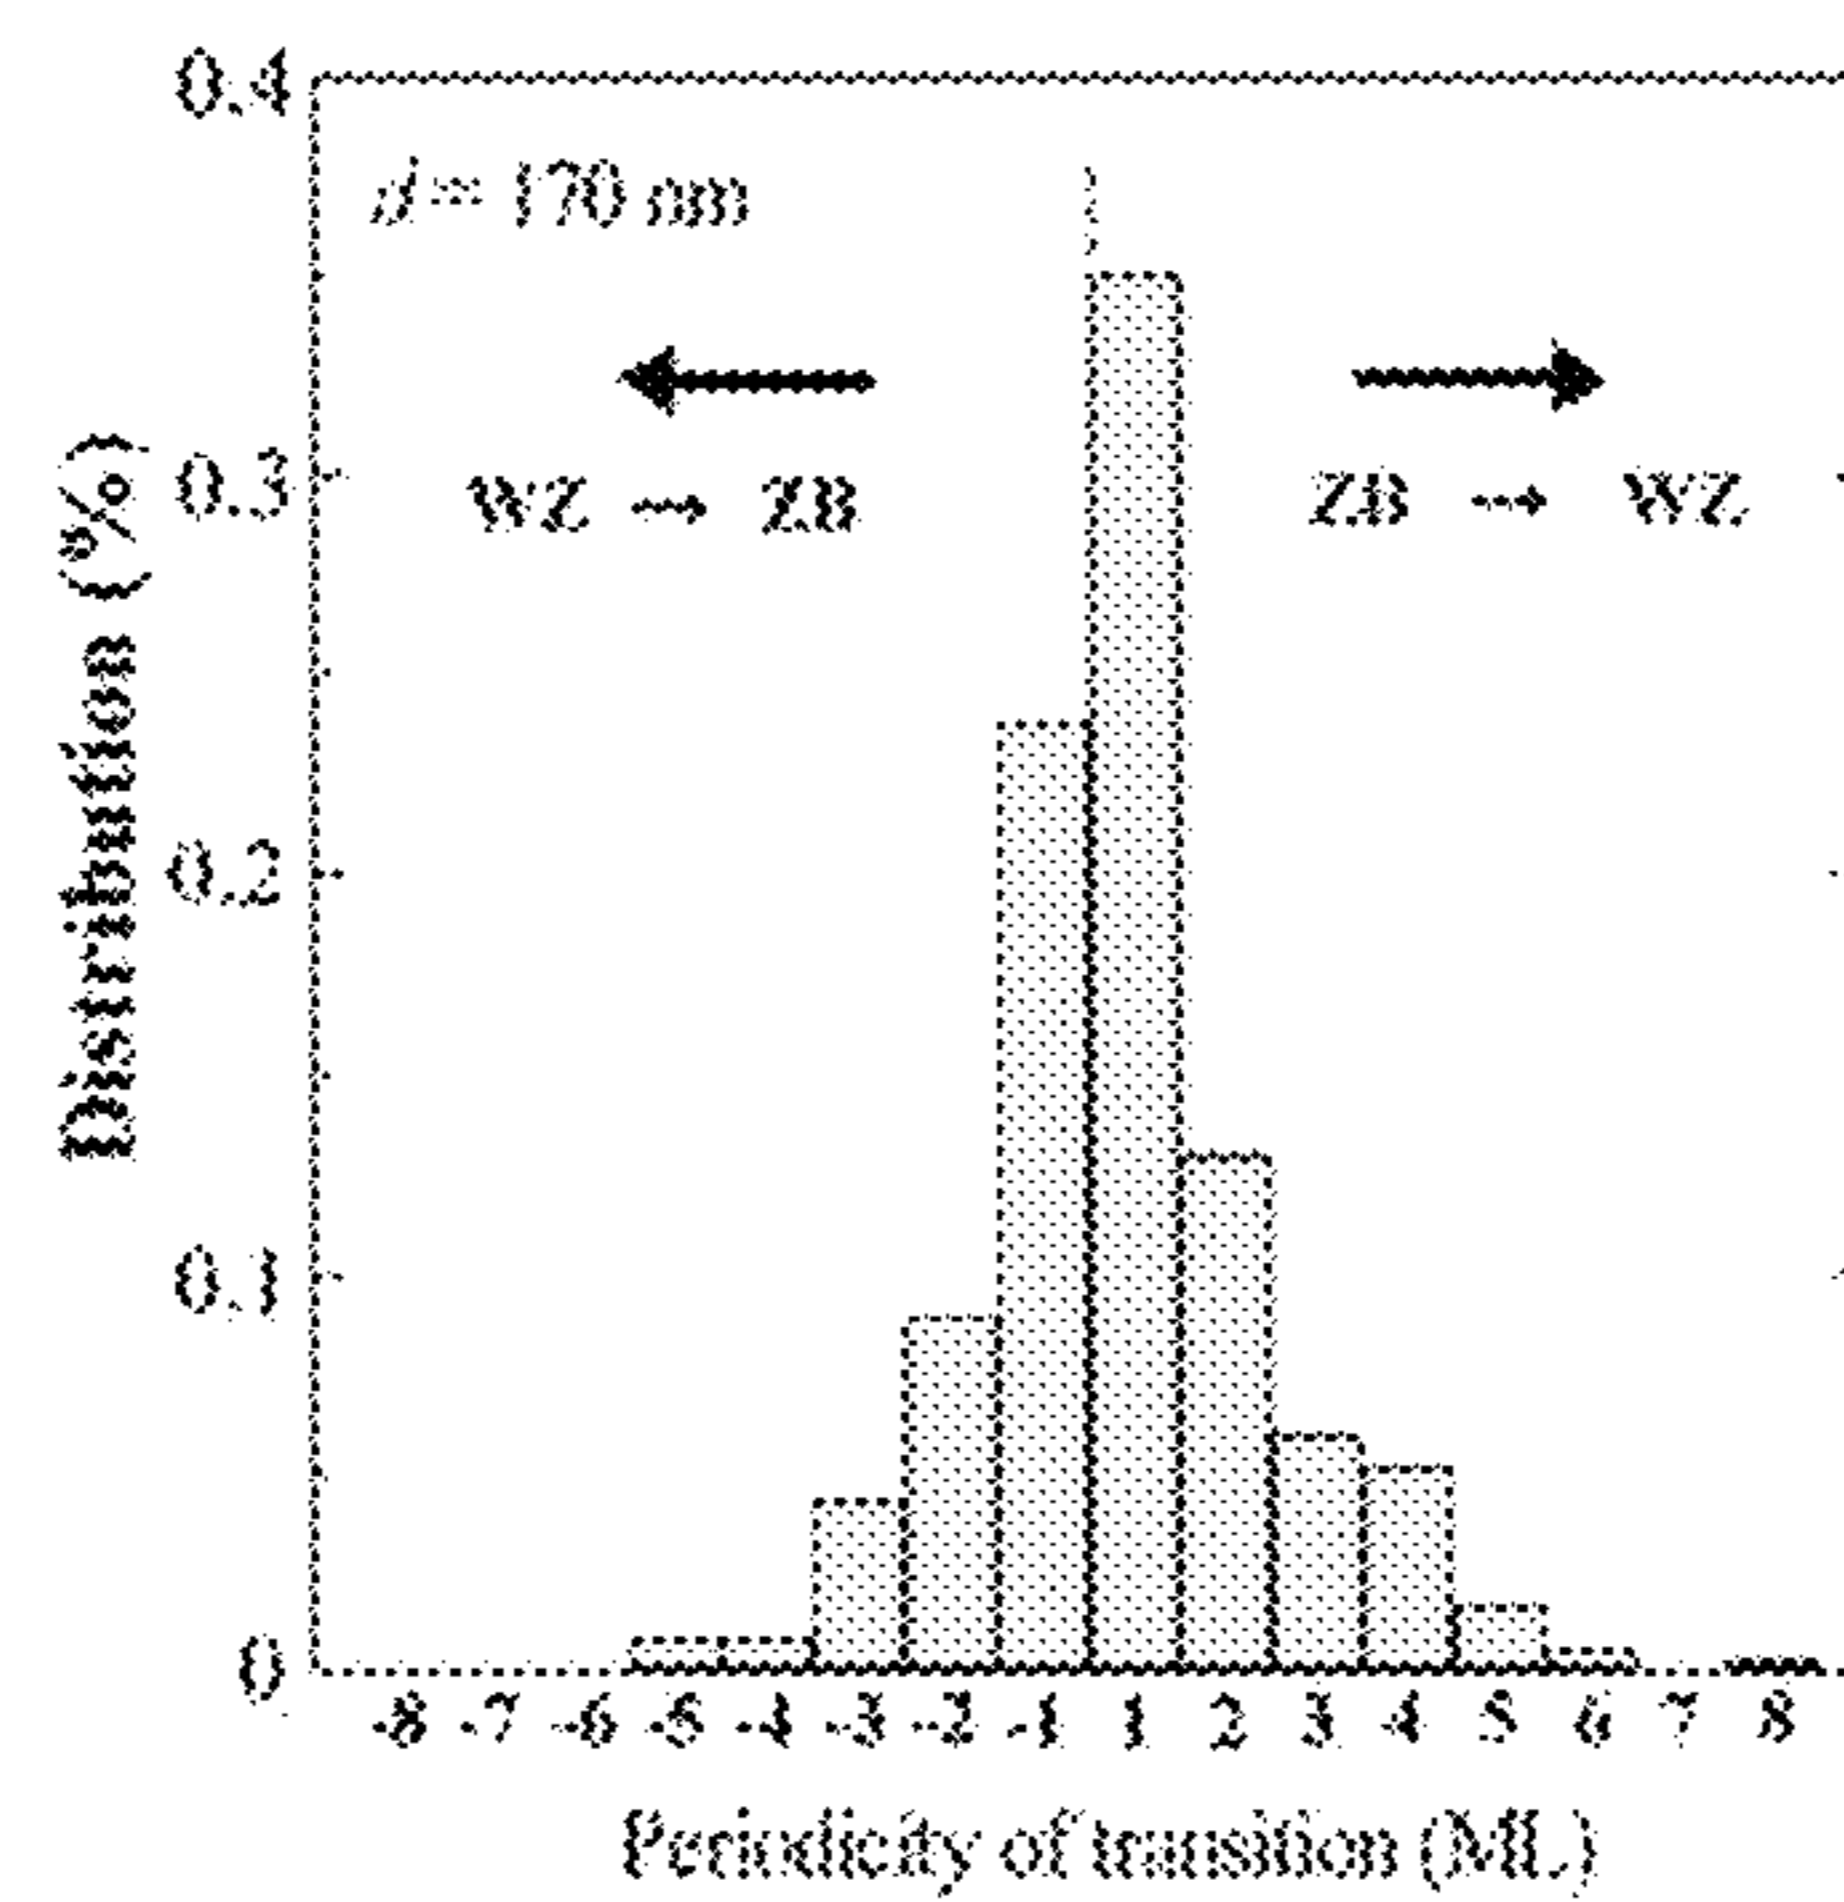 0.4
d = 170 nm
Distribution (%)
0.3
WZ → ZB
ZB → WZ
0.2
0.1
0
-8 -7 -6 -5 -4 -3 -2 -1 1 2 3 4 5 6 7 8
Periodicity of transition (ML)